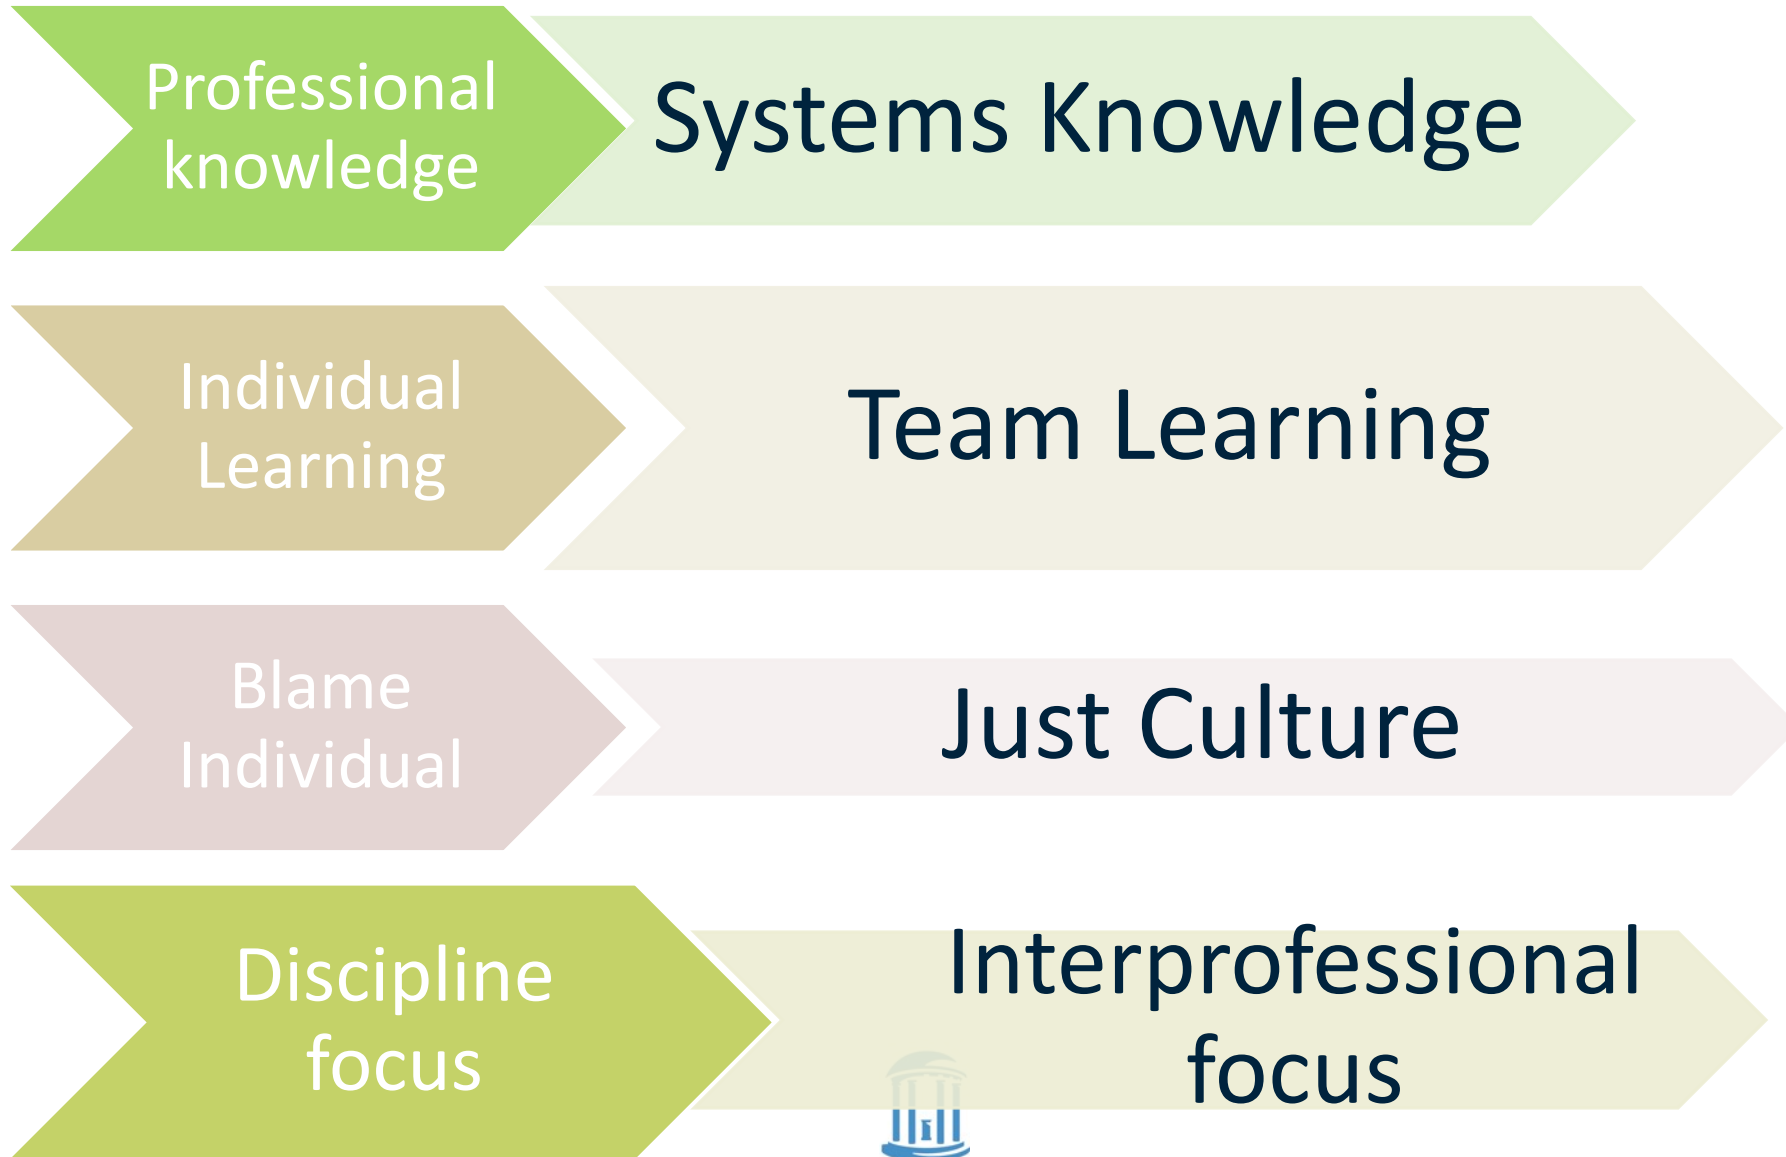 Professional
knowledge
Systems Knowledge
Individual
Learning
Team Learning
Blame
Individual
Just Culture
Discipline
focus
Interprofessional
focus